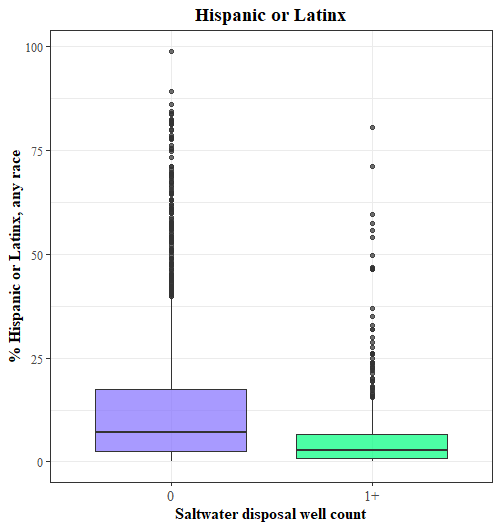 Hispanic or Latinx
% Hispanic or Latinx, any race
100
75
50
25
0
0
1+
Saltwater disposal well count